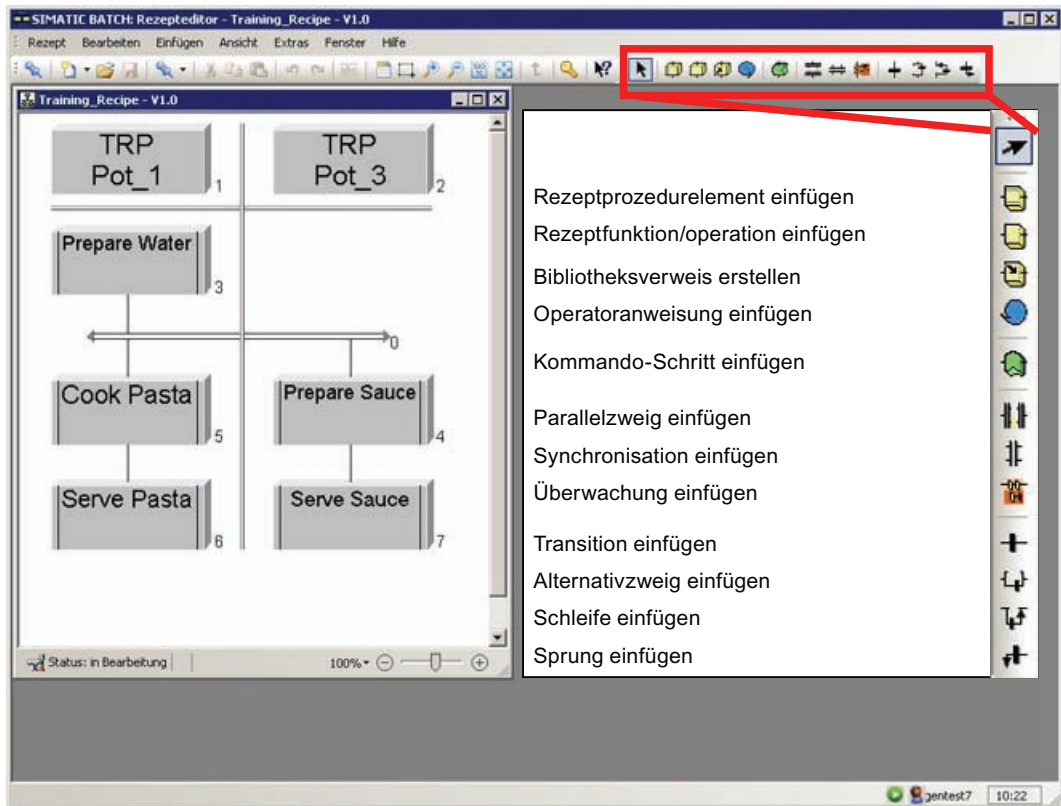 SIMATIC BATCH: Rezepteditor - Training_Recipe - V1.0
Rezept Bearbeiten Einfügen Ansicht Extras Fenster Hilfe
Training_Recipe - V1.0
TRP
Pot_1
1
TRP
Pot_3
2
Prepare Water
3
0
Cook Pasta
5
Prepare Sauce
4
Serve Pasta
6
Serve Sauce
7
Status: in Bearbeitung
100%
Rezeptprozedurelement einfügen
Rezeptfunktion/operation einfügen
Bibliotheksverweis erstellen
Operatoranweisung einfügen
Kommando-Schritt einfügen
Parallelzweig einfügen
Synchronisation einfügen
Überwachung einfügen
Transition einfügen
Alternativzweig einfügen
Schleife einfügen
Sprung einfügen
gentest7
10:22